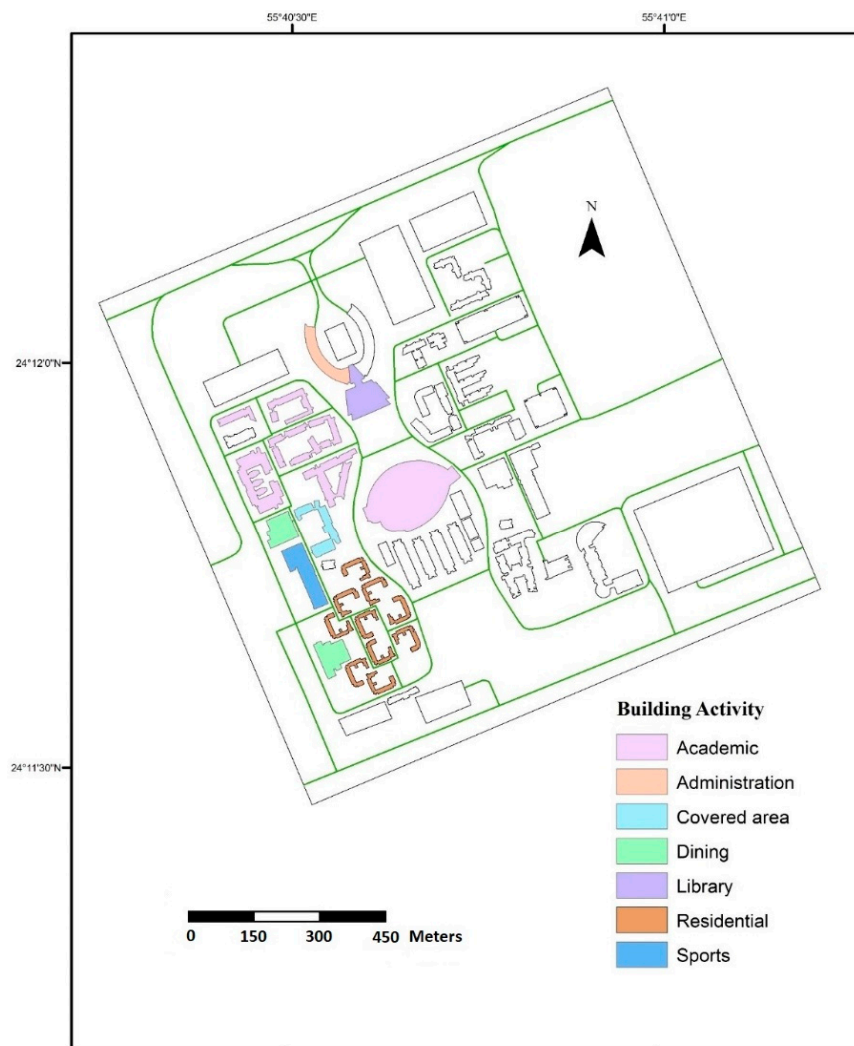 55°40'30"E
55°41'0"E
N
24°12'0"N
24°11'30"N
Building Activity
Academic
Administration
Covered area
Dining
Library
Residential
Sports
0 150 300 450 Meters